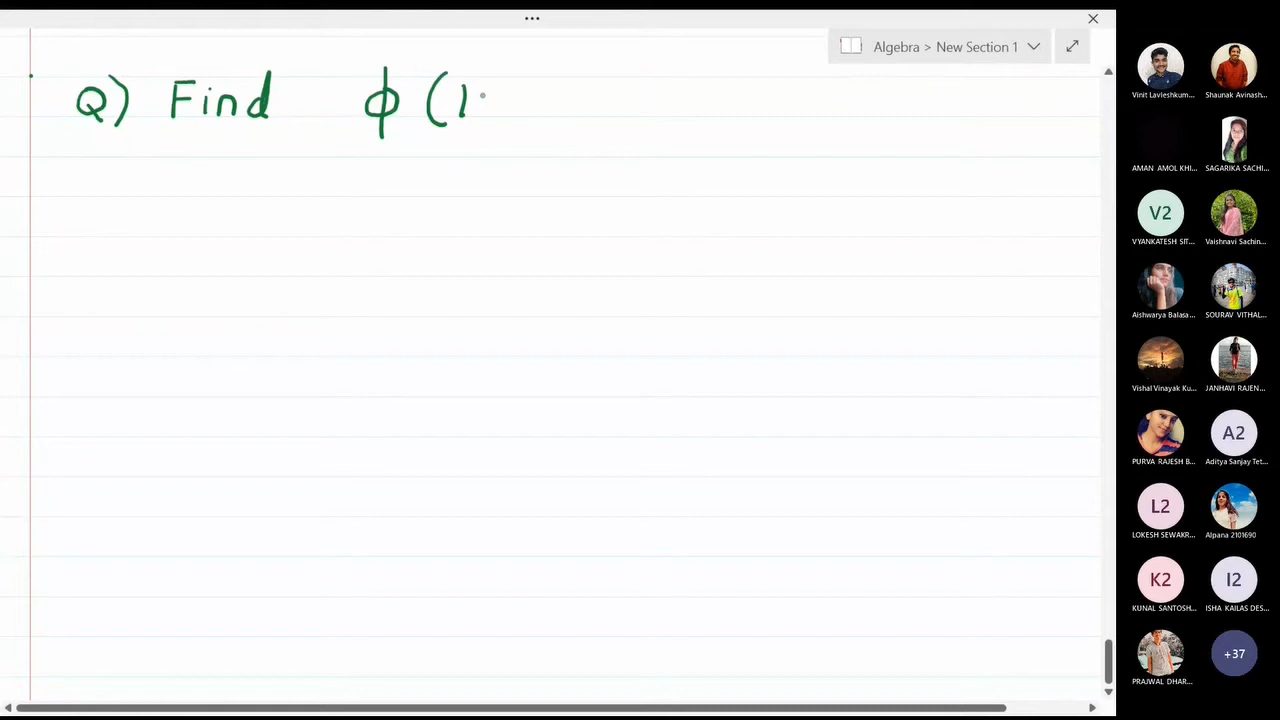 Algebra > New Section 1
Q) Find ϕ (1
Vinit Lavleshkum...
Shaunak Avinash...
AMAN AMOL KHI...
SAGARIKA SACHI...
V2
VYANKATESH SIT...
Vaishnavi Sachin...
Aishwarya Balasa...
SOURAV VITHAL...
Vishal Vinayak Ku...
JANHAVI RAJEN...
PURVA RAJESH B...
A2
Aditya Sanjay Tet...
L2
LOKESH SEWAKR...
Alpana 2101690
K2
KUNAL SANTOSH...
I2
ISHA KAILAS DES...
PRAJWAL DHAR...
+37